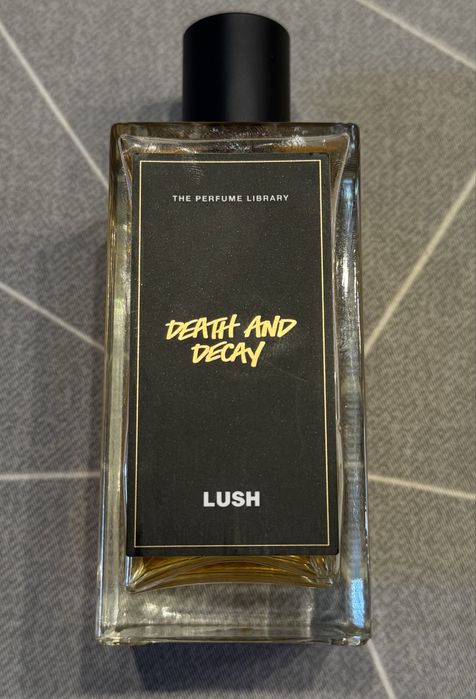 THE PERFUME LIBRARY
DEATH AND
DECAY
LUSH